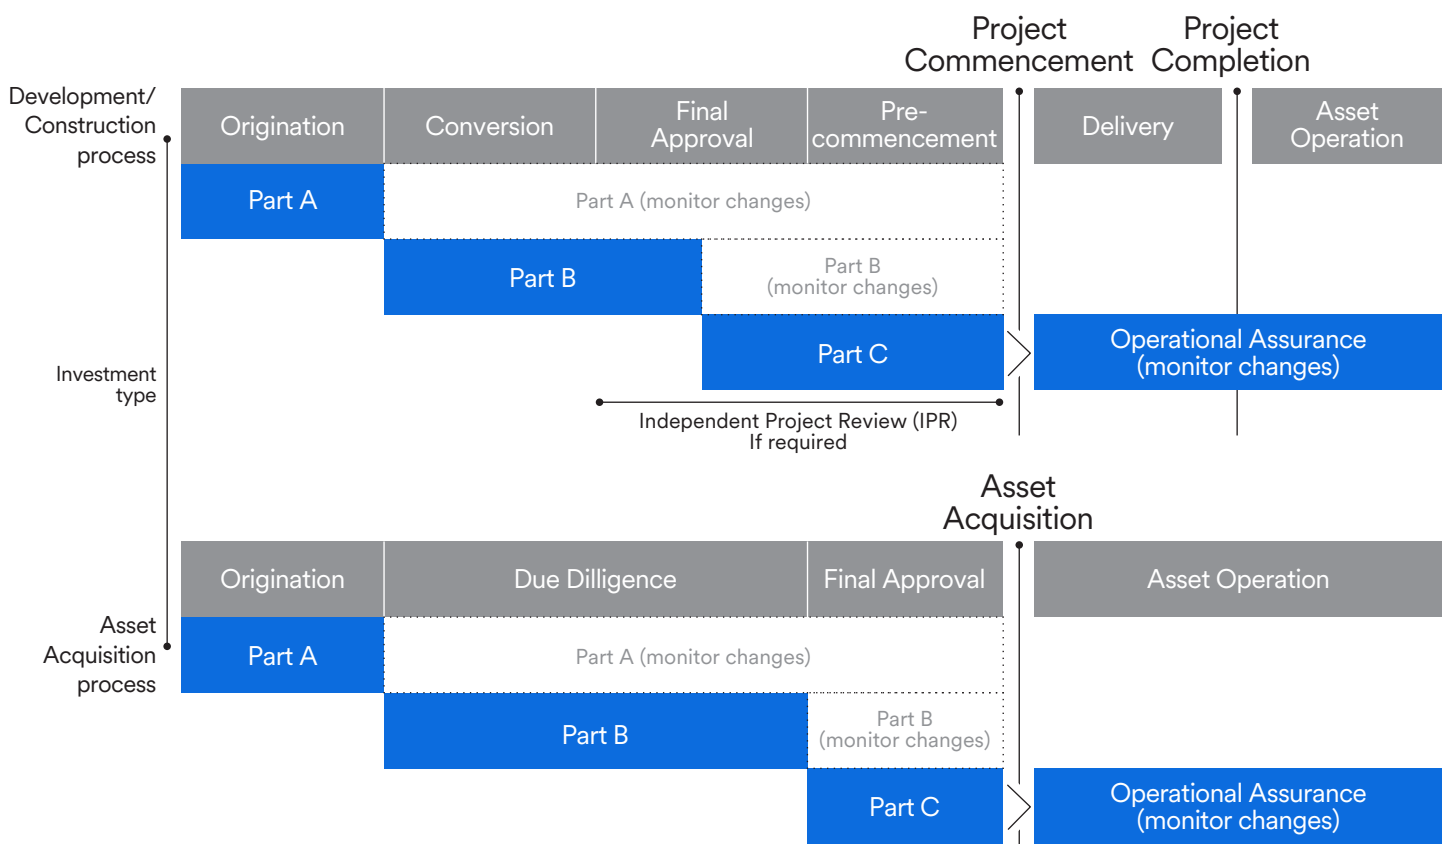 Project
Commencement
Project
Completion
Development/
Construction
process
Origination
Conversion
Final
Approval
Pre-
commencement
Delivery
Asset
Operation
Part A
Part A (monitor changes)
Part B
Part B
(monitor changes)
Part C
Operational Assurance
(monitor changes)
Investment
type
Independent Project Review (IPR)
If required
Asset
Acquisition
Origination
Due Dilligence
Final Approval
Asset Operation
Asset
Acquisition
process
Part A
Part A (monitor changes)
Part B
Part B
(monitor changes)
Part C
Operational Assurance
(monitor changes)